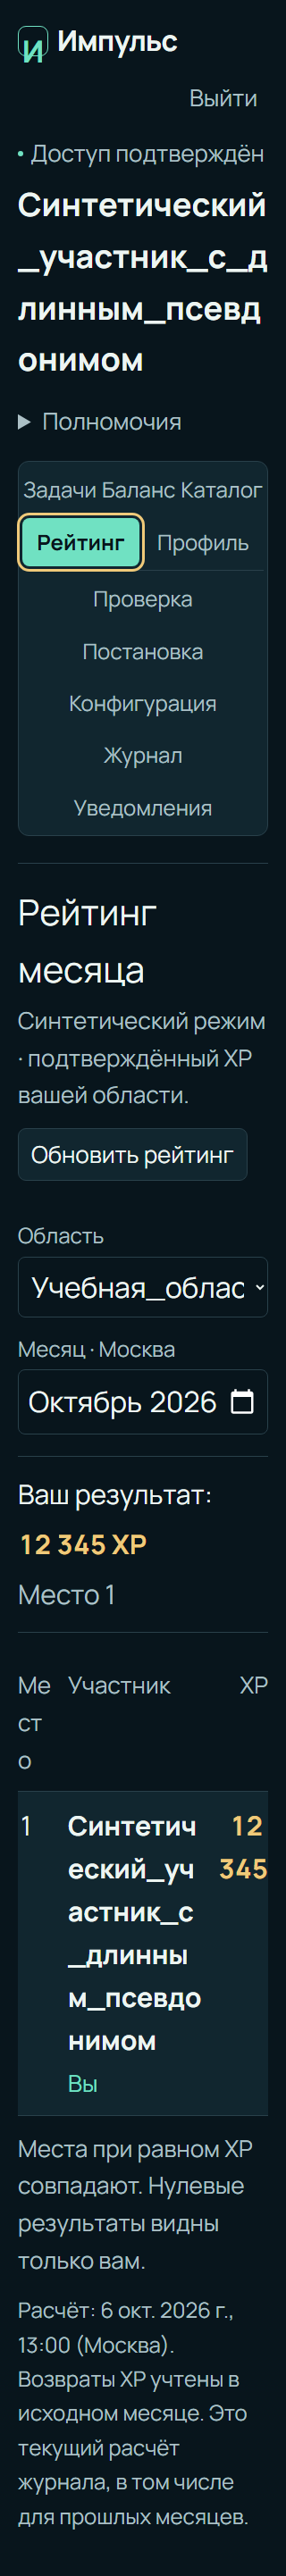 И Импульс
Выйти
• Доступ подтверждён
Синтетический
_участник_с_д
линным_псевд
онимом
▶ Полномочия
Задачи Баланс Каталог
Рейтинг Профиль
Проверка
Постановка
Конфигурация
Журнал
Уведомления
Рейтинг
месяца
Синтетический режим
· подтверждённый XP
вашей области.
Обновить рейтинг
Область
Учебная_облас
Месяц · Москва
Октябрь 2026
Ваш результат:
12 345 XP
Место 1
Ме Участник XP
ст
о
1 Синтетич 12
еский_уч 345
астник_с
_длинны
м_псевдо
нимом
Вы
Места при равном XP
совпадают. Нулевые
результаты видны
только вам.
Расчёт: 6 окт. 2026 г.,
13:00 (Москва).
Возвраты XP учтены в
исходном месяце. Это
текущий расчёт
журнала, в том числе
для прошлых месяцев.